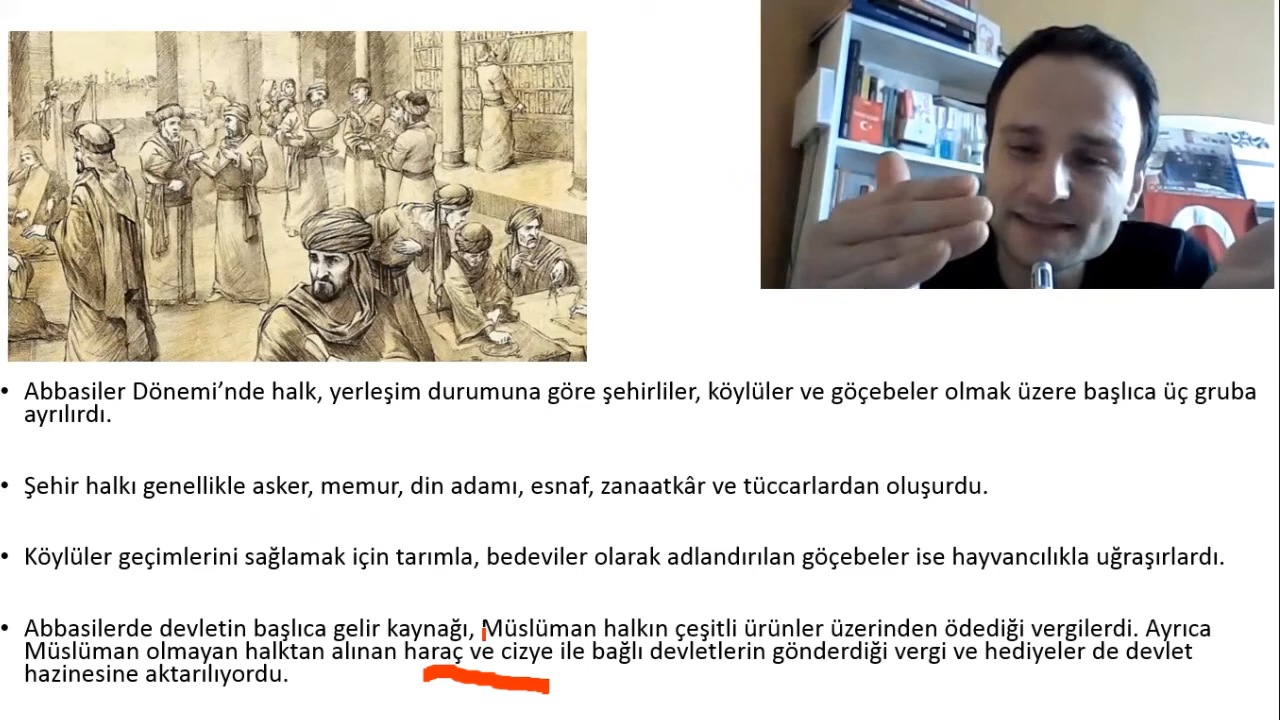 • Abbasiler Dönemi’nde halk, yerleşim durumuna göre şehirliler, köylüler ve göçebeler olmak üzere başlıca üç gruba
ayrılırdı.
• Şehir halkı genellikle asker, memur, din adamı, esnaf, zanaatkâr ve tüccarlardan oluşurdu.
• Köylüler geçimlerini sağlamak için tarımla, bedeviler olarak adlandırılan göçebeler ise hayvancılıkla uğraşırlardı.
• Abbasilerde devletin başlıca gelir kaynağı, Müslüman halkın çeşitli ürünler üzerinden ödediği vergilerdi. Ayrıca
Müslüman olmayan halktan alınan haraç ve cizye ile bağlı devletlerin gönderdiği vergi ve hediyeler de devlet
hazinesine aktarılıyordu.